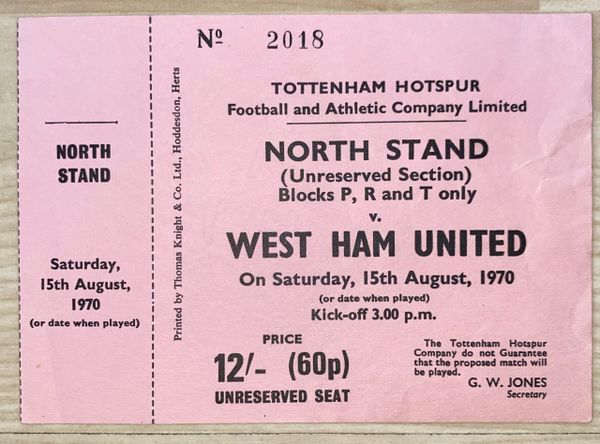 Nº 2018
TOTTENHAM HOTSPUR
Football and Athletic Company Limited
NORTH STAND
(Unreserved Section)
Blocks P, R and T only
v.
WEST HAM UNITED
On Saturday, 15th August, 1970
(or date when played)
Kick-off 3.00 p.m.
PRICE
12/- (60p)
UNRESERVED SEAT
The Tottenham Hotspur
Company do not Guarantee
that the proposed match will
be played.
G. W. JONES
Secretary
Printed by Thomas Knight & Co. Ltd., Hoddesdon, Herts
NORTH
STAND
Saturday,
15th August,
1970
(or date when played)